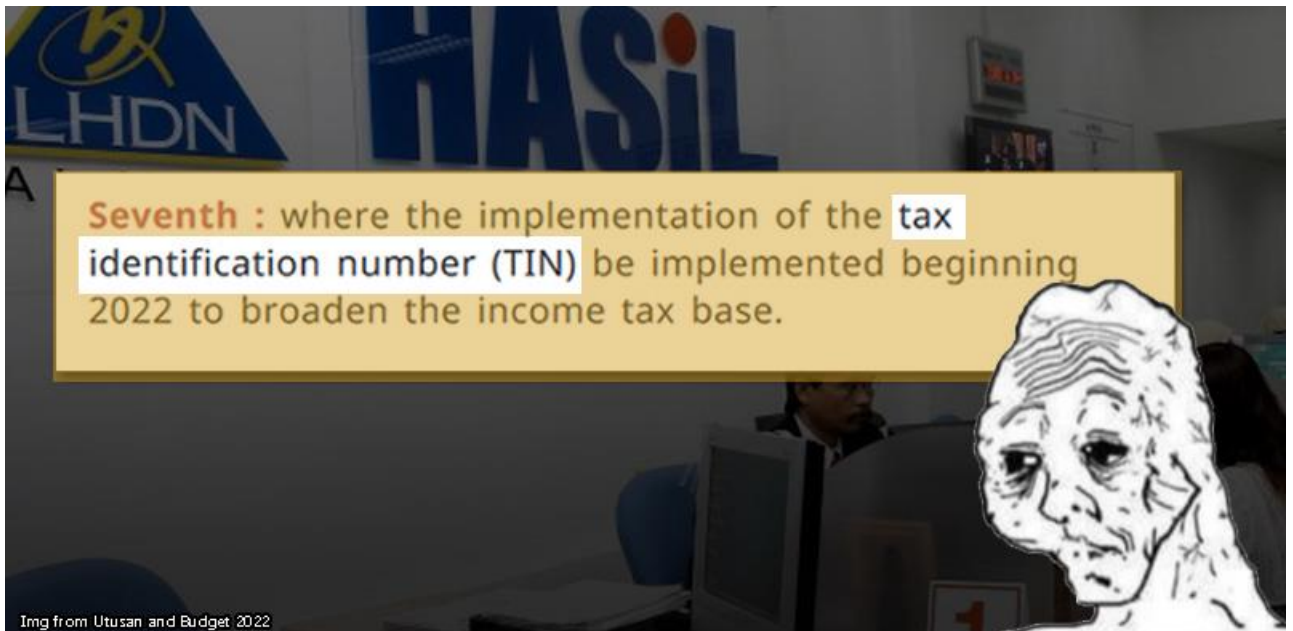 LHDN
HASiL
A
Seventh : where the implementation of the tax
identification number (TIN) be implemented beginning
2022 to broaden the income tax base.
1
Img from Utusan and Budget 2022